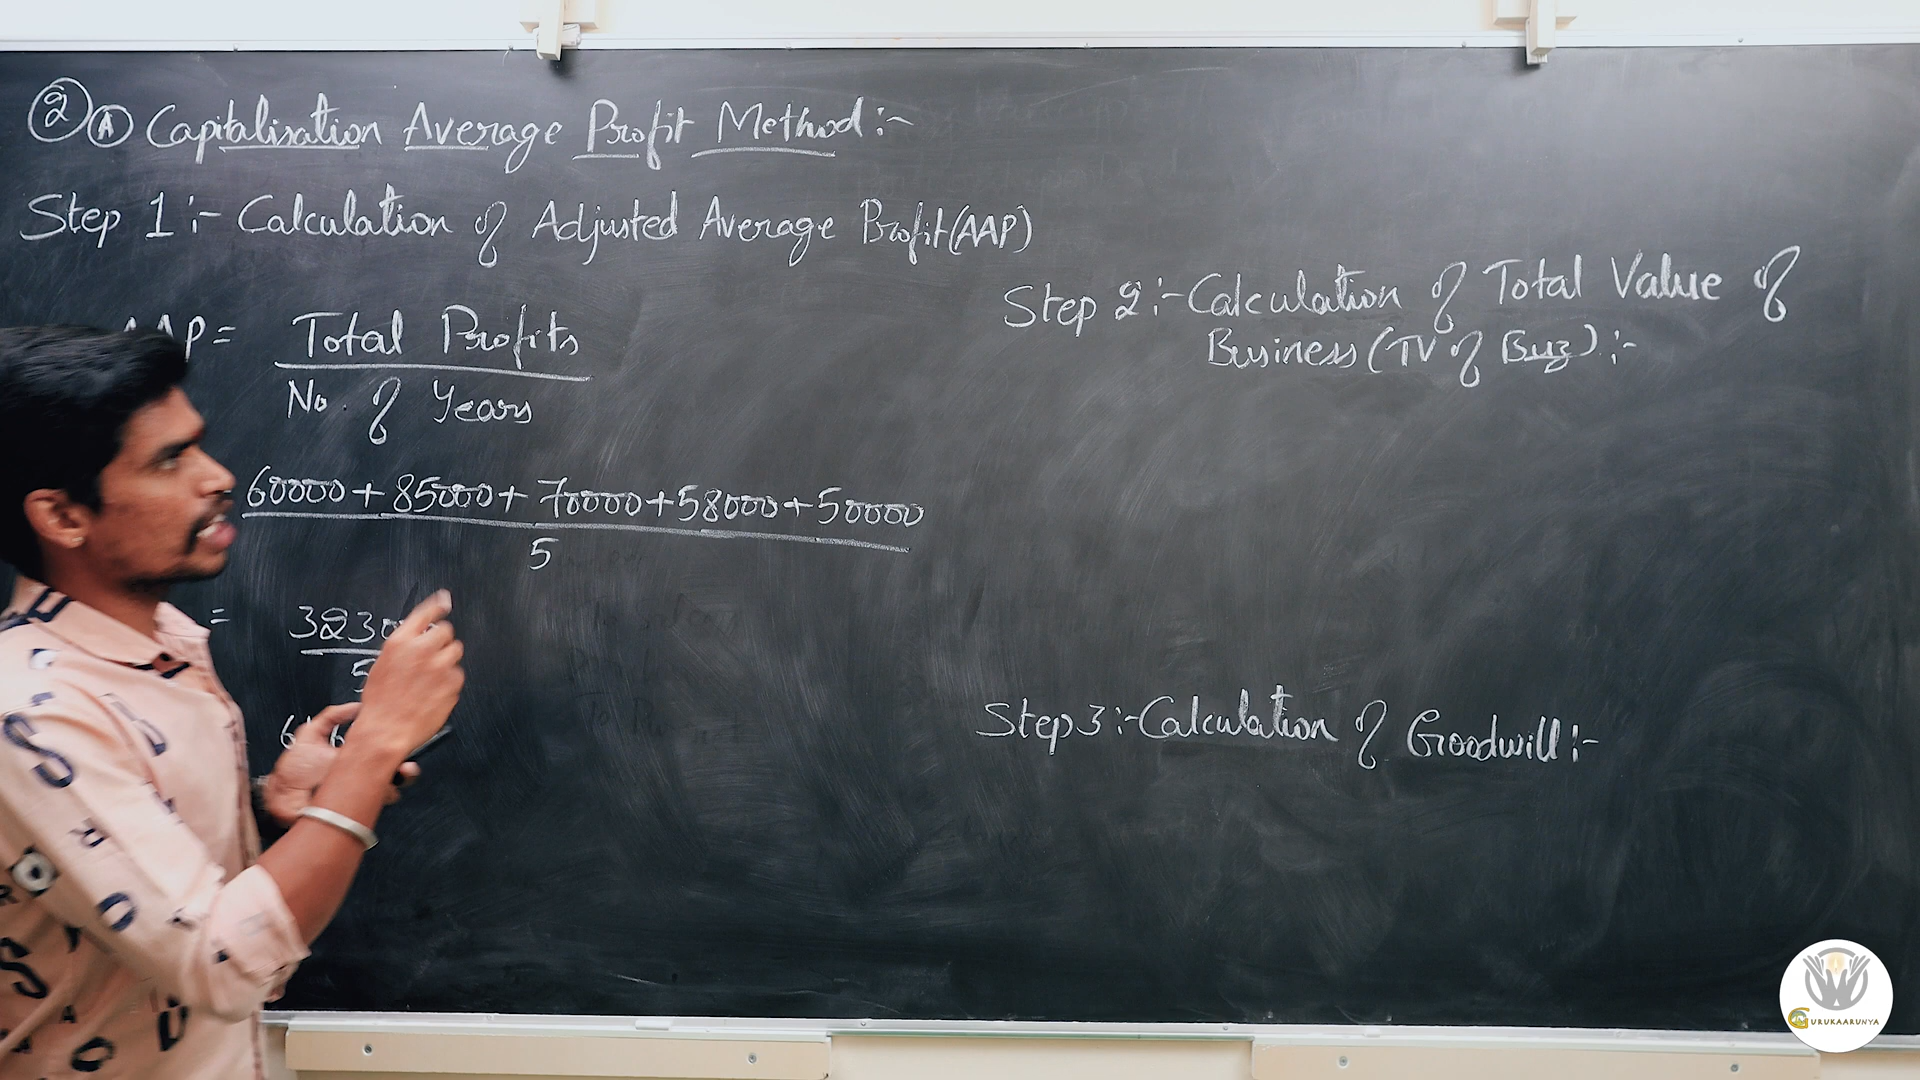 ② Ⓐ Capitalisation Average Profit Method :-
Step 1 :- Calculation of Adjusted Average Profit (AAP)
AAP = Total Profits
No. of Years
60000 + 85000 + 70000 + 58000 + 50000
5
= 323000
5
Step 2 :- Calculation of Total Value of
Business (TV of Buz) :-
Step 3 :- Calculation of Goodwill :-
GURUKAARUNYA